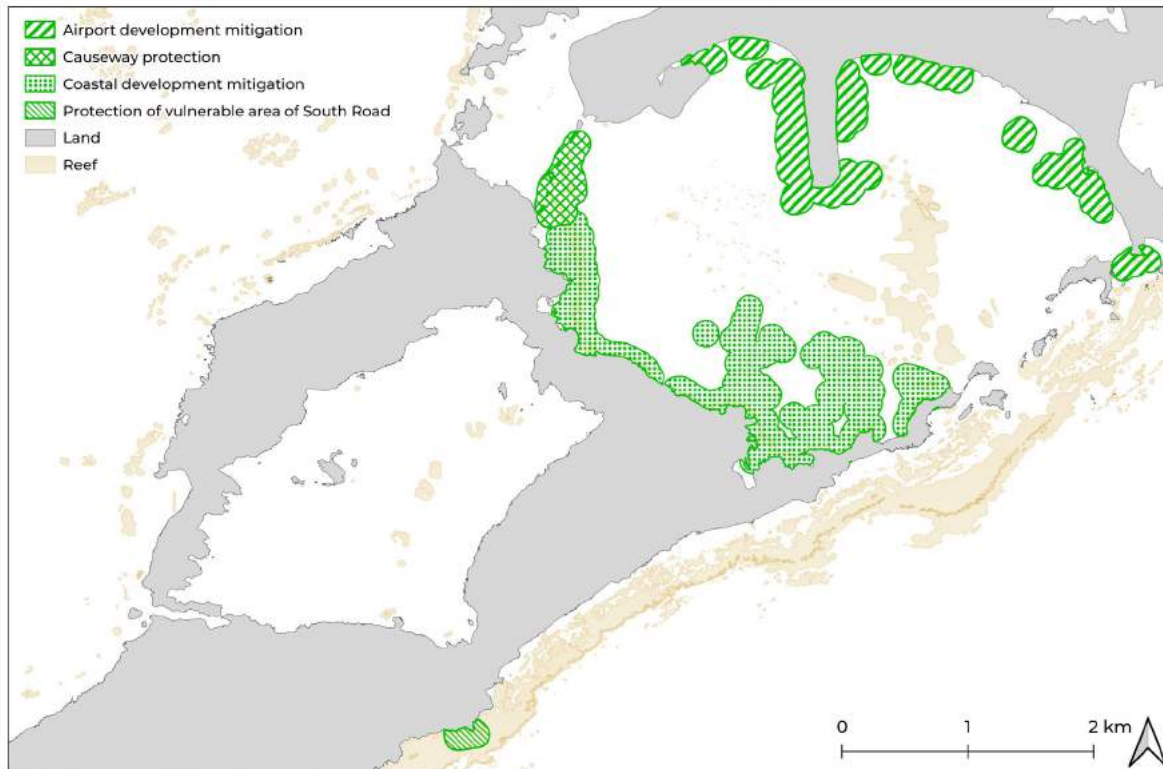 Airport development mitigation
Causeway protection
Coastal development mitigation
Protection of vulnerable area of South Road
Land
Reef
0 1 2 km